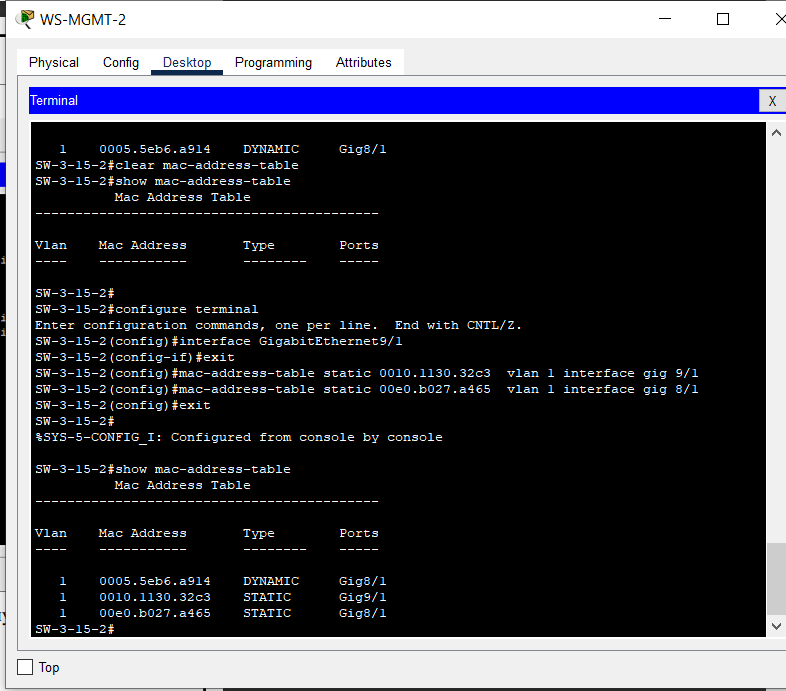 WS-MGMT-2
Physical Config Desktop Programming Attributes
Terminal
X
1 0005.5eb6.a914 DYNAMIC Gig8/1
SW-3-15-2#clear mac-address-table
SW-3-15-2#show mac-address-table
Mac Address Table
-------------------------------------------
Vlan Mac Address Type Ports
---- ----------- -------- -----
SW-3-15-2#
SW-3-15-2#configure terminal
Enter configuration commands, one per line. End with CNTL/Z.
SW-3-15-2(config)#interface GigabitEthernet9/1
SW-3-15-2(config-if)#exit
SW-3-15-2(config)#mac-address-table static 0010.1130.32c3 vlan 1 interface gig 9/1
SW-3-15-2(config)#mac-address-table static 00e0.b027.a465 vlan 1 interface gig 8/1
SW-3-15-2(config)#exit
SW-3-15-2#
%SYS-5-CONFIG_I: Configured from console by console
SW-3-15-2#show mac-address-table
Mac Address Table
-------------------------------------------
Vlan Mac Address Type Ports
---- ----------- -------- -----
1 0005.5eb6.a914 DYNAMIC Gig8/1
1 0010.1130.32c3 STATIC Gig9/1
1 00e0.b027.a465 STATIC Gig8/1
SW-3-15-2#
Top